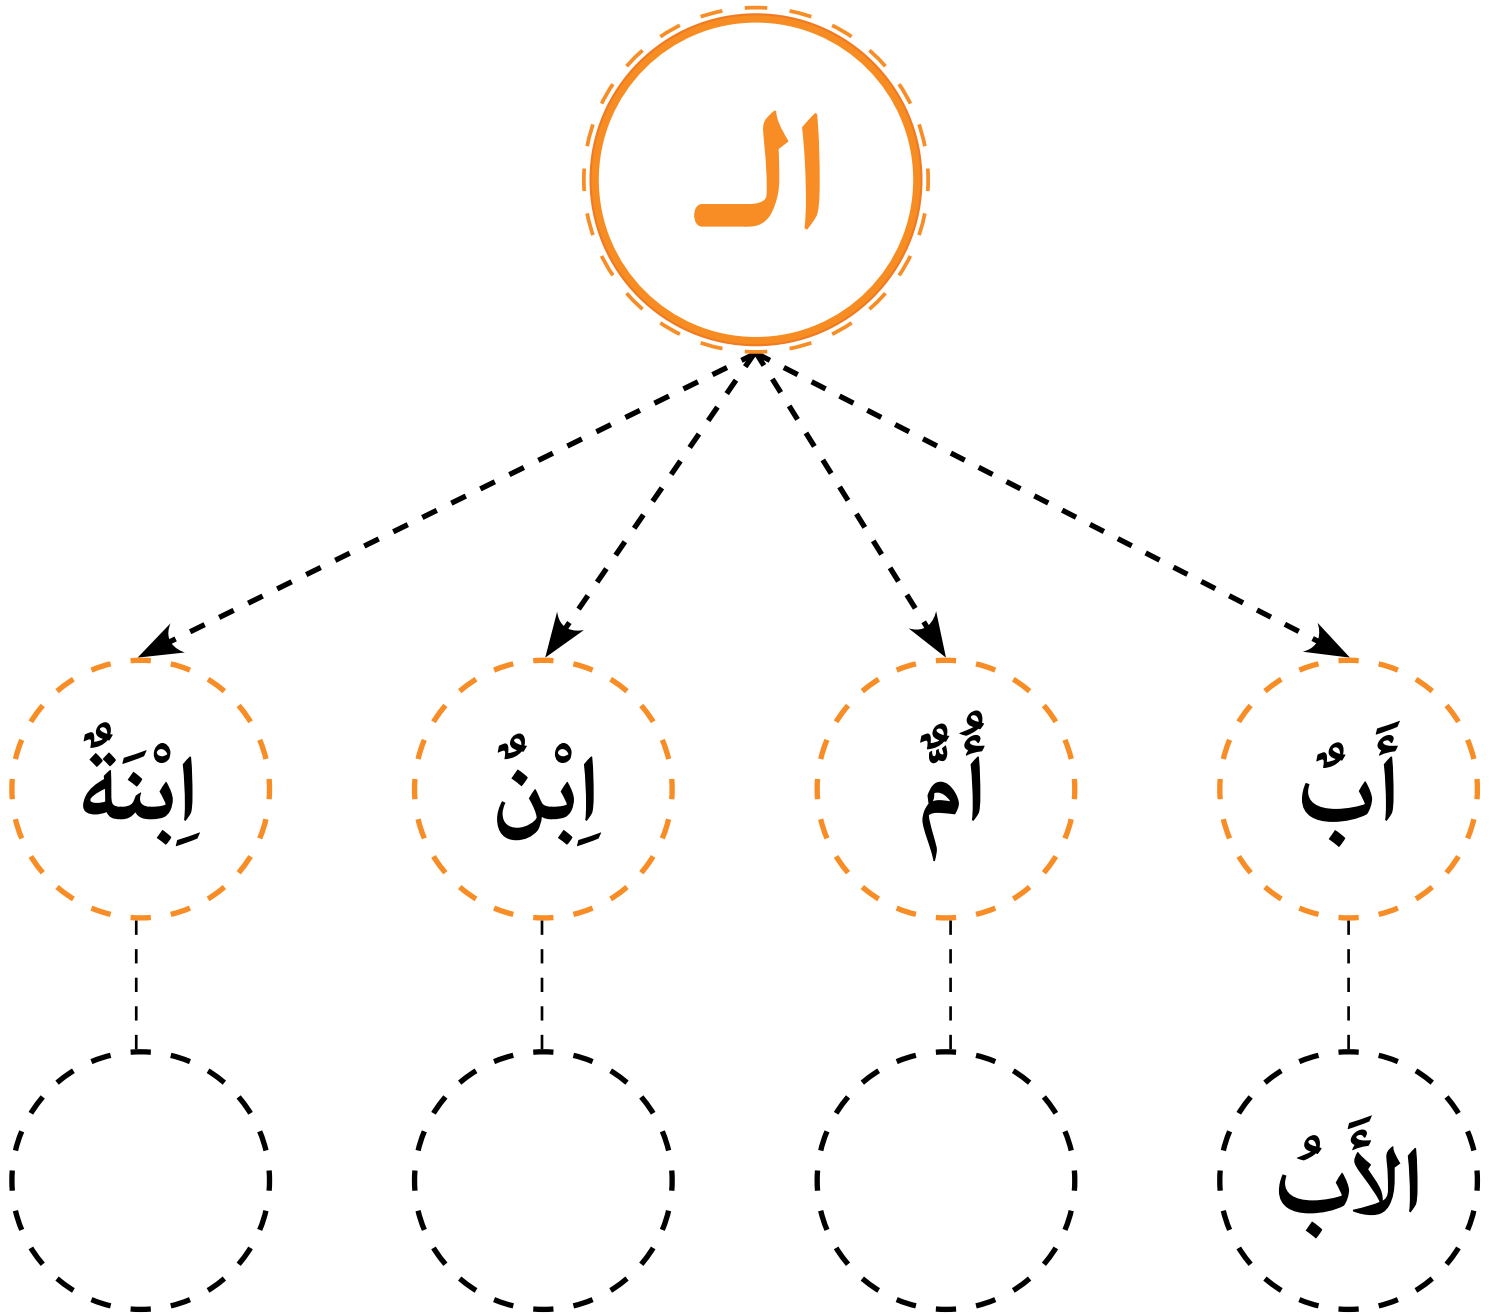 الـ
أَبٌ
أُمٌّ
اِبْنٌ
اِبْنَةٌ
الأَبُ